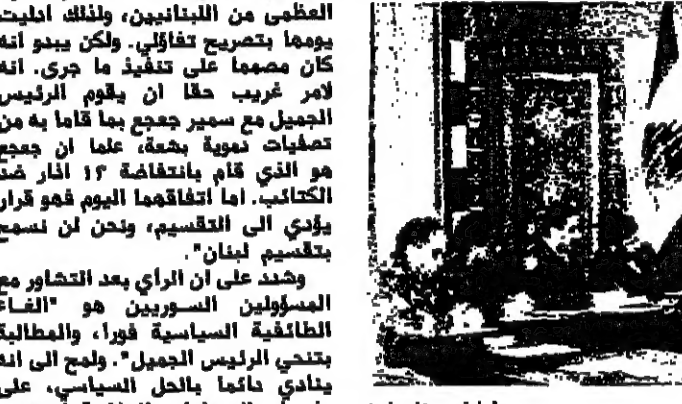 العظمى من اللبنانيين، ولذلك ادليت
يومها بتصريح تفاؤلي. ولكن يبدو انه
كان مصمما على تنفيذ ما جرى. انه
لامر غريب حقا ان يقوم الرئيس
الجميل مع سمير جعجع بما قاما به من
تصفيات دموية بشعة، علما ان جعجع
هو الذي قام بانتفاضة ١٢ اذار ضد
الكتائب. اما اتفاقهما اليوم فهو قرار
يؤدي الى التقسيم، ونحن لن نسمح
بتقسيم لبنان".
وشدد على ان الرأي بعد التشاور مع
المسؤولين السوريين هو "الغاء
الطائفية السياسية فورا، والمطالبة
بتنحي الرئيس الجميل". ولمح الى انه
ينادي دائما بالحل السياسي، على